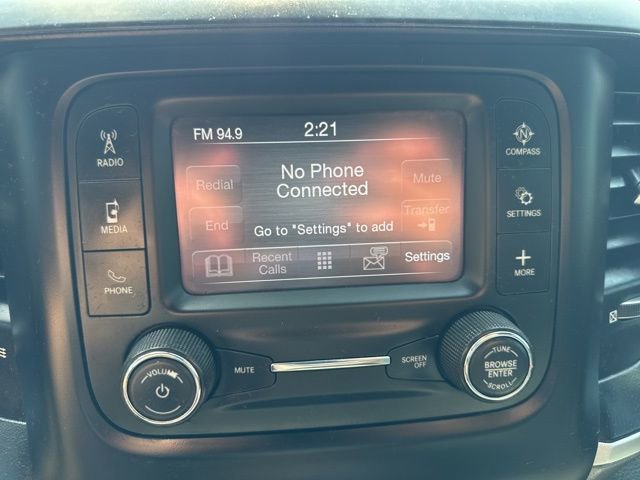 FM 94.9
2:21
Redial
No Phone
Connected
Mute
End
Transfer
Go to "Settings" to add
Recent
Calls
Settings
RADIO
MEDIA
PHONE
N
COMPASS
SETTINGS
MORE
VOLUME
MUTE
SCREEN
OFF
TUNE
BROWSE
ENTER
SCROLL